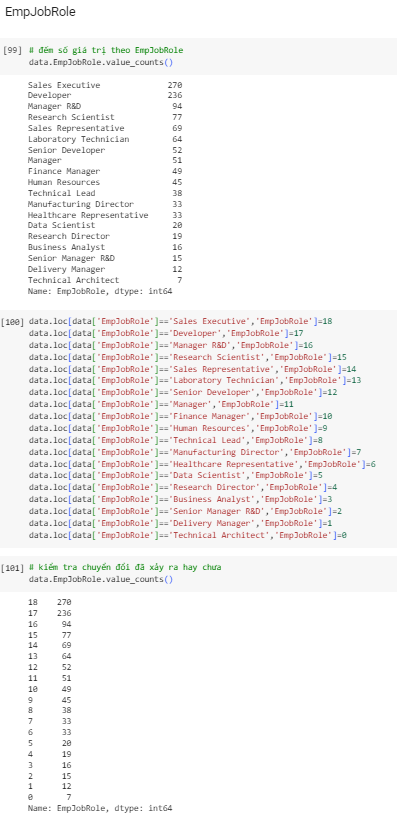 EmpJobRole
[99] # đếm số giá trị theo EmpJobRole
data.EmpJobRole.value_counts()
Sales Executive 270
Developer 236
Manager R&D 94
Research Scientist 77
Sales Representative 69
Laboratory Technician 64
Senior Developer 52
Manager 51
Finance Manager 49
Human Resources 45
Technical Lead 38
Manufacturing Director 33
Healthcare Representative 33
Data Scientist 20
Research Director 19
Business Analyst 16
Senior Manager R&D 15
Delivery Manager 12
Technical Architect 7
Name: EmpJobRole, dtype: int64
[100] data.loc[data['EmpJobRole']=='Sales Executive','EmpJobRole']=18
data.loc[data['EmpJobRole']=='Developer','EmpJobRole']=17
data.loc[data['EmpJobRole']=='Manager R&D','EmpJobRole']=16
data.loc[data['EmpJobRole']=='Research Scientist','EmpJobRole']=15
data.loc[data['EmpJobRole']=='Sales Representative','EmpJobRole']=14
data.loc[data['EmpJobRole']=='Laboratory Technician','EmpJobRole']=13
data.loc[data['EmpJobRole']=='Senior Developer','EmpJobRole']=12
data.loc[data['EmpJobRole']=='Manager','EmpJobRole']=11
data.loc[data['EmpJobRole']=='Finance Manager','EmpJobRole']=10
data.loc[data['EmpJobRole']=='Human Resources','EmpJobRole']=9
data.loc[data['EmpJobRole']=='Technical Lead','EmpJobRole']=8
data.loc[data['EmpJobRole']=='Manufacturing Director','EmpJobRole']=7
data.loc[data['EmpJobRole']=='Healthcare Representative','EmpJobRole']=6
data.loc[data['EmpJobRole']=='Data Scientist','EmpJobRole']=5
data.loc[data['EmpJobRole']=='Research Director','EmpJobRole']=4
data.loc[data['EmpJobRole']=='Business Analyst','EmpJobRole']=3
data.loc[data['EmpJobRole']=='Senior Manager R&D','EmpJobRole']=2
data.loc[data['EmpJobRole']=='Delivery Manager','EmpJobRole']=1
data.loc[data['EmpJobRole']=='Technical Architect','EmpJobRole']=0
[101] # kiểm tra chuyển đổi đã xảy ra hay chưa
data.EmpJobRole.value_counts()
18 270
17 236
16 94
15 77
14 69
13 64
12 52
11 51
10 49
9 45
8 38
7 33
6 33
5 20
4 19
3 16
2 15
1 12
0 7
Name: EmpJobRole, dtype: int64